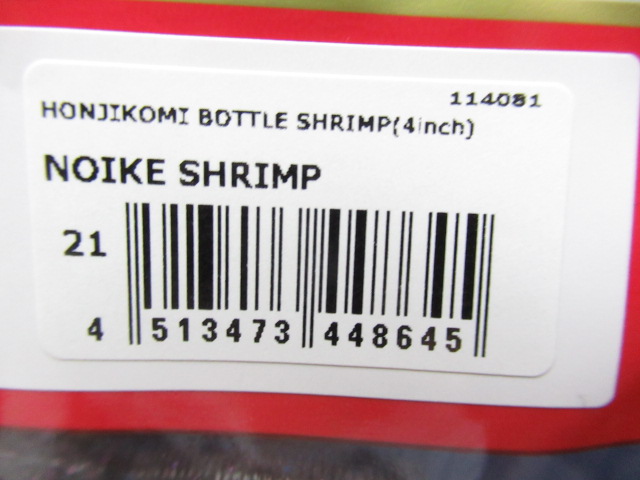 114081
HONJIKOMI BOTTLE SHRIMP(4inch)
NOIKE SHRIMP
21
4 513473 448645